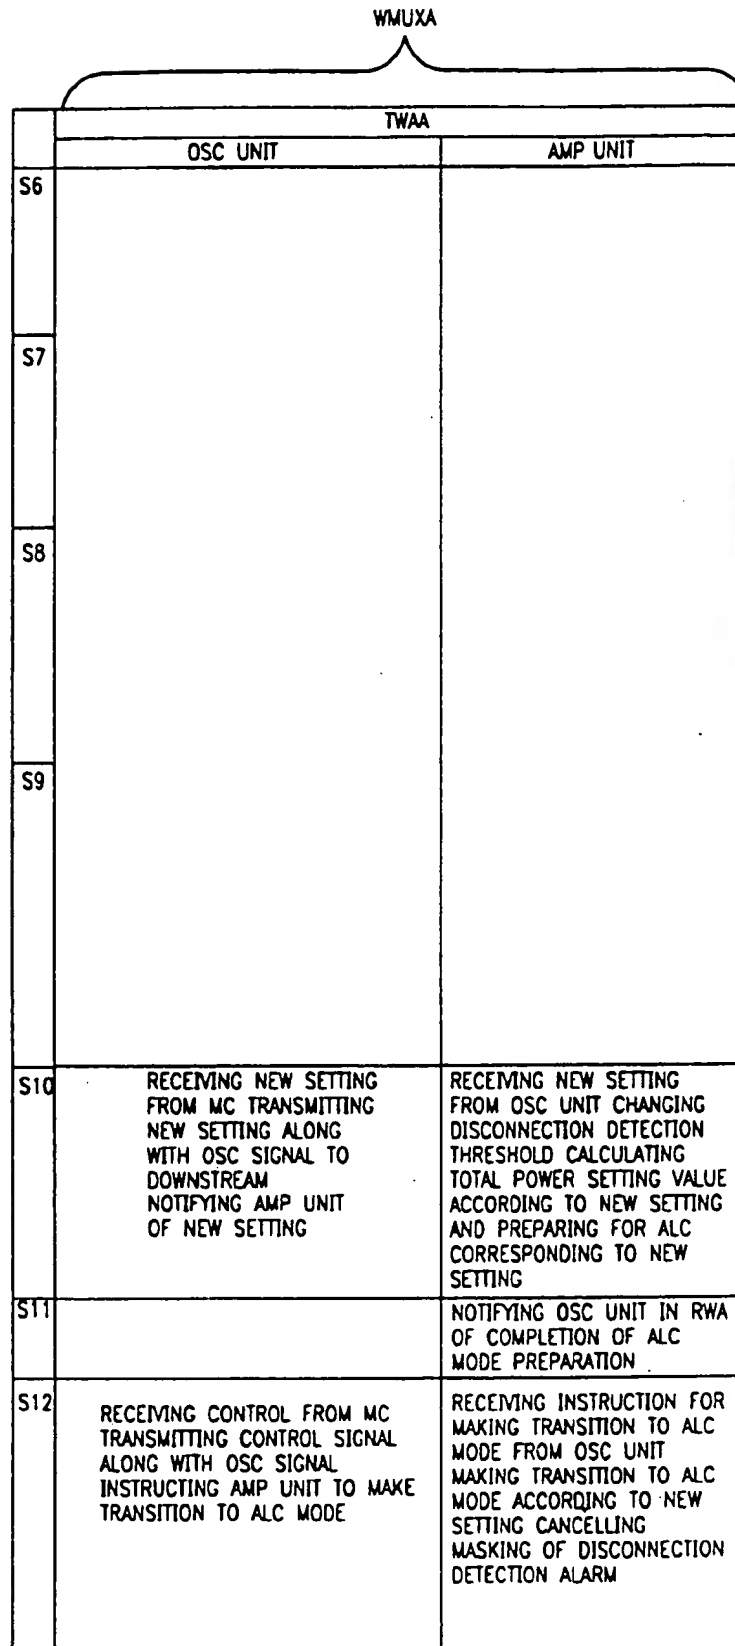 WMUXA
TWAA
OSC UNIT
AMP UNIT
S6
S7
S8
S9
S10
RECEIVING NEW SETTING
FROM MC TRANSMITTING
NEW SETTING ALONG
WITH OSC SIGNAL TO
DOWNSTREAM
NOTIFYING AMP UNIT
OF NEW SETTING
RECEIVING NEW SETTING
FROM OSC UNIT CHANGING
DISCONNECTION DETECTION
THRESHOLD CALCULATING
TOTAL POWER SETTING VALUE
ACCORDING TO NEW SETTING
AND PREPARING FOR ALC
CORRESPONDING TO NEW
SETTING
S11
NOTIFYING OSC UNIT IN RWA
OF COMPLETION OF ALC
MODE PREPARATION
S12
RECEIVING CONTROL FROM MC
TRANSMITTING CONTROL SIGNAL
ALONG WITH OSC SIGNAL
INSTRUCTING AMP UNIT TO MAKE
TRANSITION TO ALC MODE
RECEIVING INSTRUCTION FOR
MAKING TRANSITION TO ALC
MODE FROM OSC UNIT
MAKING TRANSITION TO ALC
MODE ACCORDING TO NEW
SETTING CANCELLING
MASKING OF DISCONNECTION
DETECTION ALARM